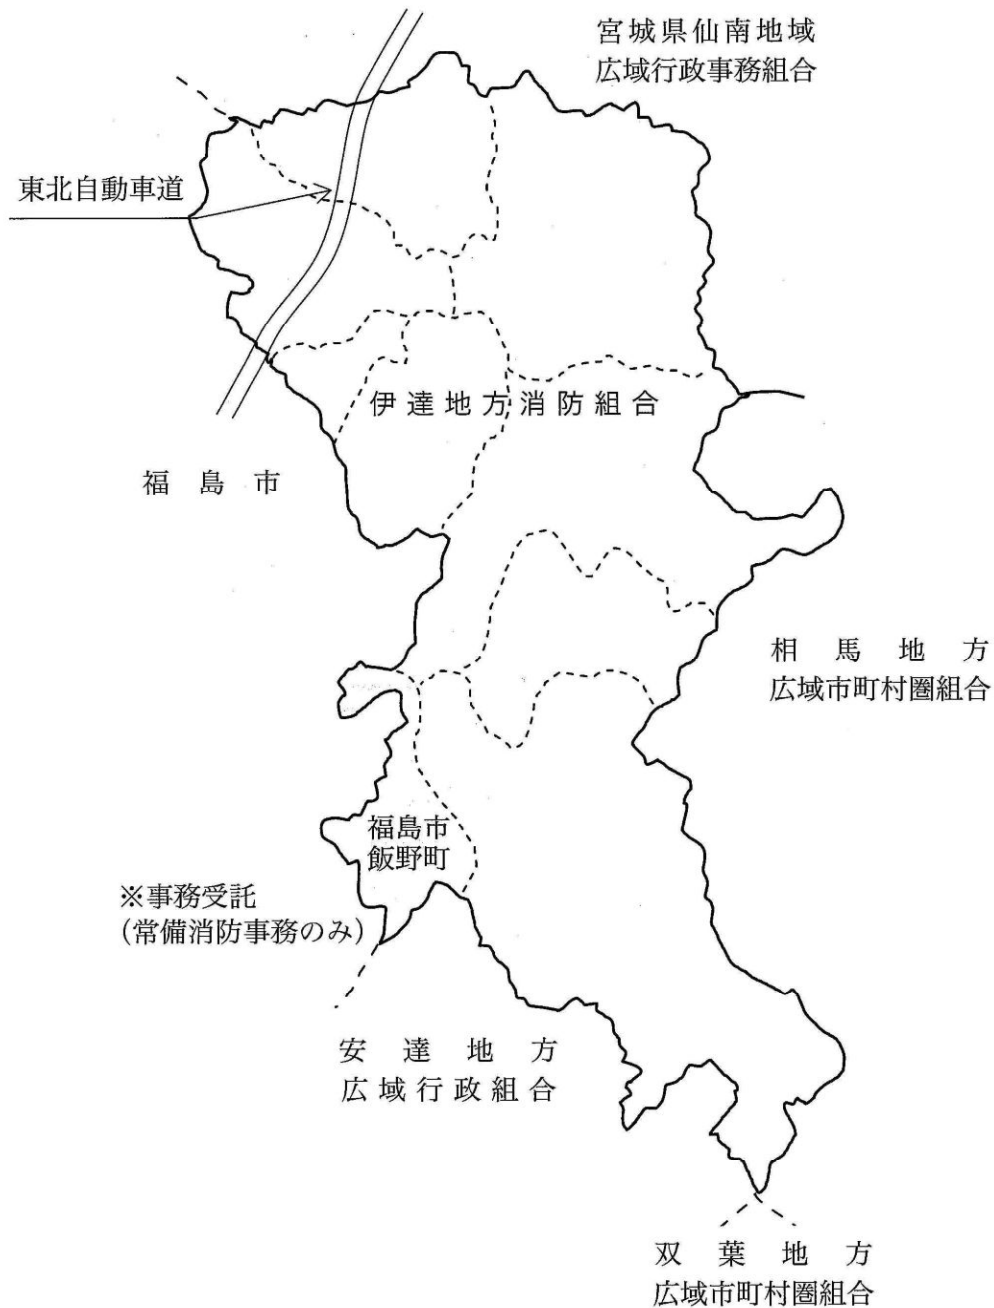 宮城県仙南地域
広域行政事務組合
東北自動車道
伊達地方消防組合
福島市
相馬地方
広域市町村圏組合
福島市
飯野町
※事務受託
（常備消防事務のみ）
安達地方
広域行政組合
双葉地方
広域市町村圏組合